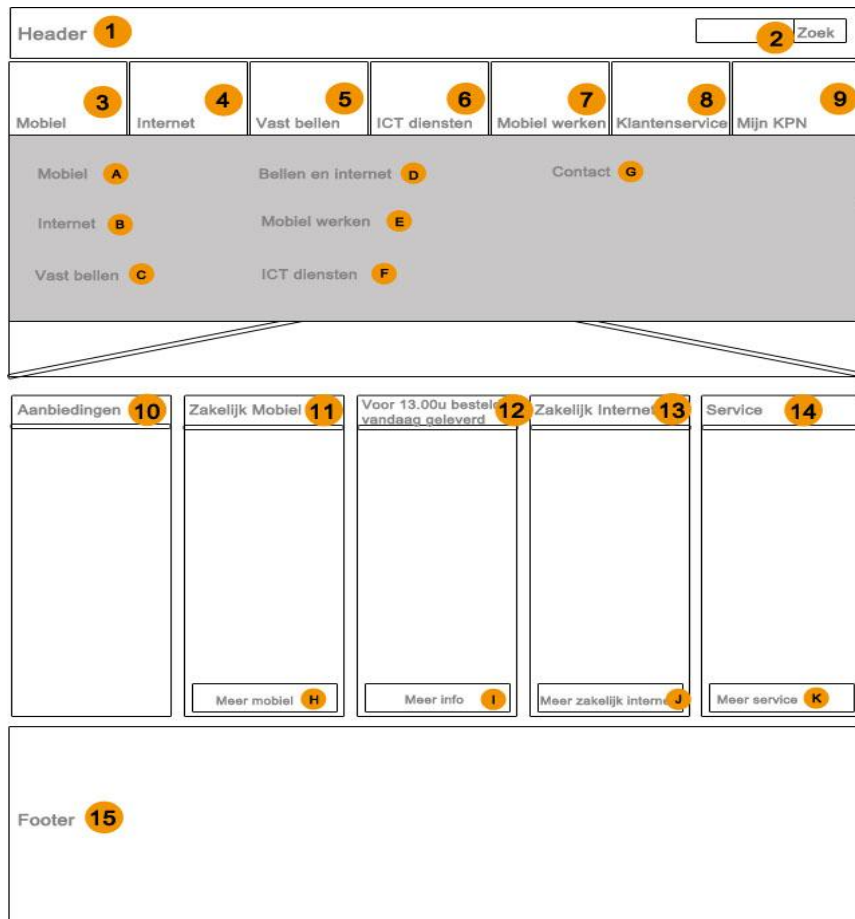 Header 1
2 Zoek
3 4 5 6 7 8 9
Mobiel Internet Vast bellen ICT diensten Mobiel werken Klantenservice Mijn KPN
Mobiel A Bellen en internet D Contact G
Internet B Mobiel werken E
Vast bellen C ICT diensten F
Aanbiedingen 10
Zakelijk Mobiel 11
Voor 13.00u besteld
vandaag geleverd 12
Zakelijk Internet 13
Service 14
Meer mobiel H
Meer info I
Meer zakelijk internet J
Meer service K
Footer 15